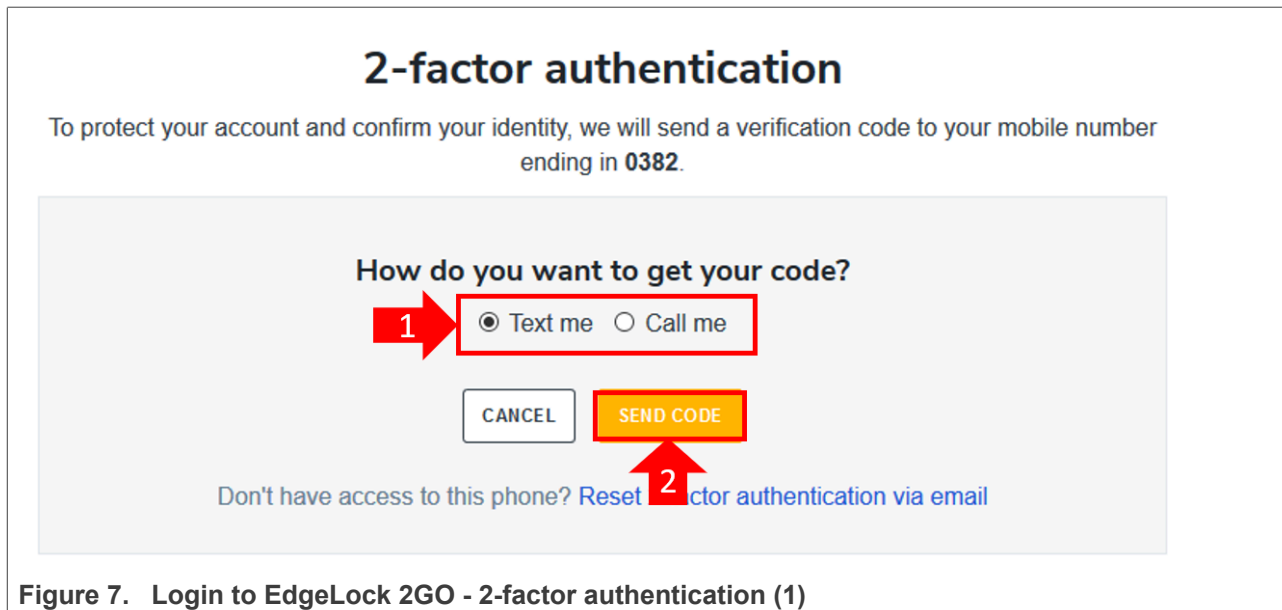 2-factor authentication
To protect your account and confirm your identity, we will send a verification code to your mobile number
ending in 0382.
How do you want to get your code?
1
Text me Call me
CANCEL SEND CODE
2
Don't have access to this phone? Reset ctor authentication via email
Figure 7. Login to EdgeLock 2GO - 2-factor authentication (1)